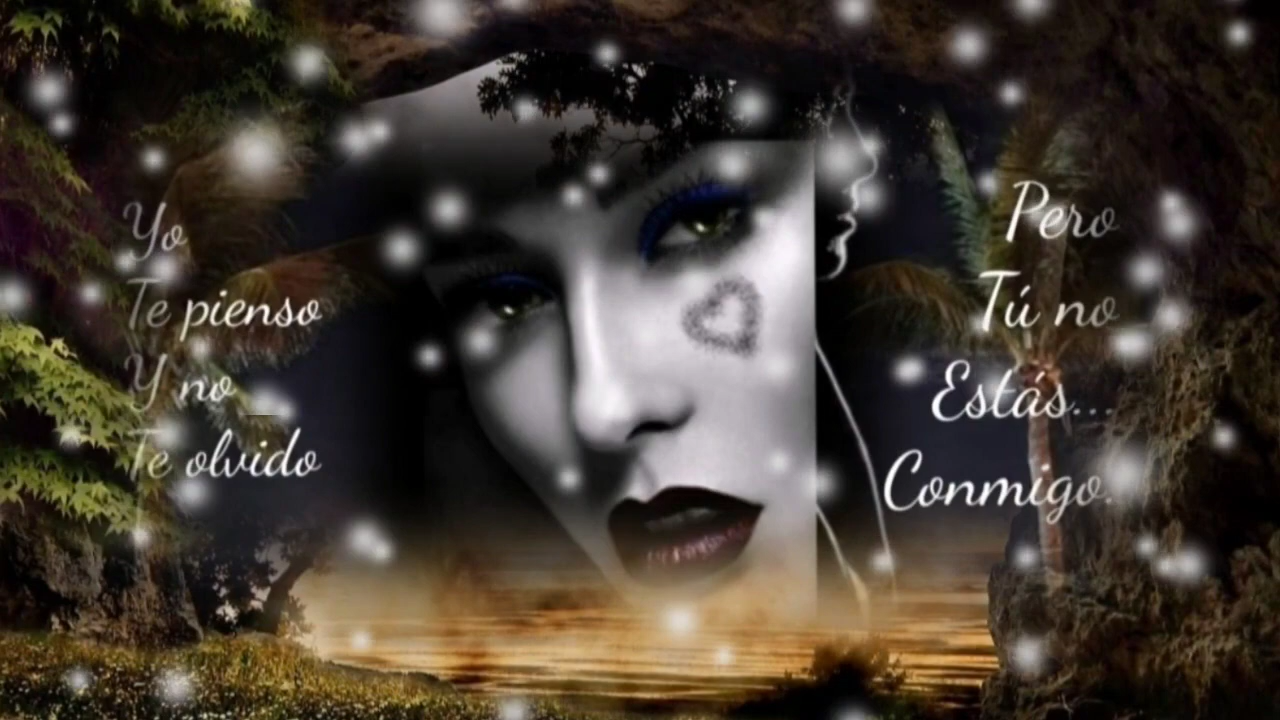 Yo
Te pienso
Y no
Te olvido
Pero
Tú no
Estás...
Conmigo.